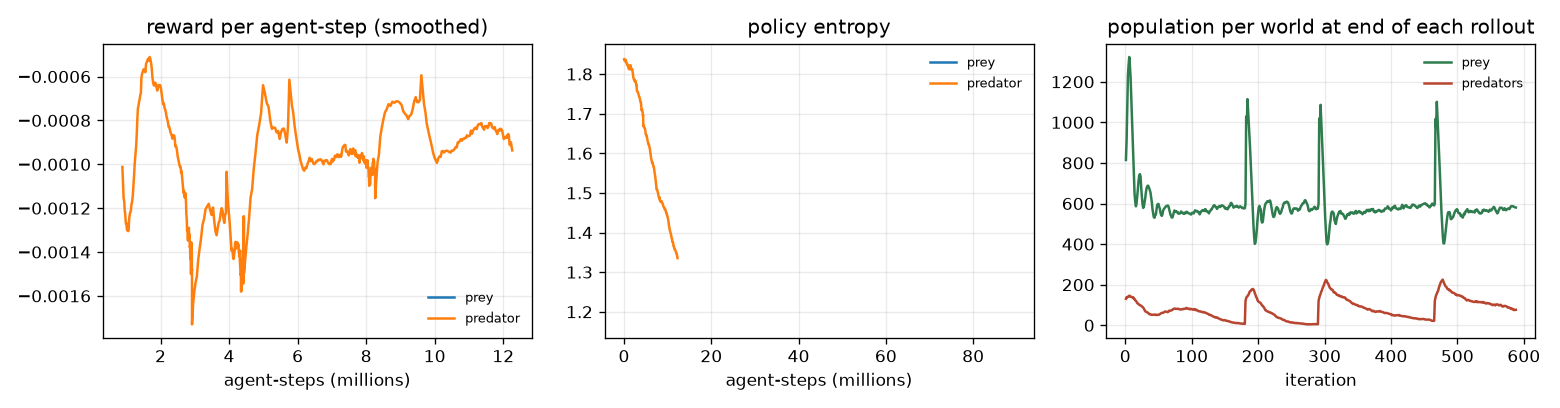 reward per agent-step (smoothed)
−0.0006
−0.0008
−0.0010
−0.0012
−0.0014
−0.0016
2 4 6 8 10 12
agent-steps (millions)
prey
predator
policy entropy
1.8
1.7
1.6
1.5
1.4
1.3
1.2
0 20 40 60 80
agent-steps (millions)
prey
predator
population per world at end of each rollout
1200
1000
800
600
400
200
0
0 100 200 300 400 500 600
iteration
prey
predators